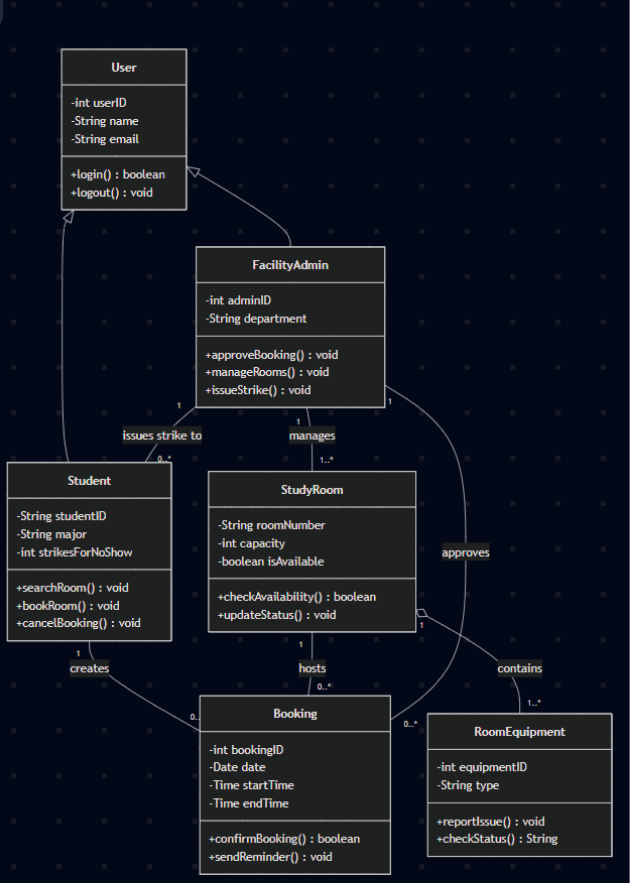 User
-int userID
-String name
-String email
+login() : boolean
+logout() : void
FacilityAdmin
-int adminID
-String department
+approveBooking() : void
+manageRooms() : void
+issueStrike() : void
1
1
1
issues strike to
manages
0..*
1..*
Student
-String studentID
-String major
-int strikesForNoShow
+searchRoom() : void
+bookRoom() : void
+cancelBooking() : void
StudyRoom
-String roomNumber
-int capacity
-boolean isAvailable
+checkAvailability() : boolean
+updateStatus() : void
approves
1
1
1
creates
hosts
contains
0..
0..*
0..*
1..*
Booking
-int bookingID
-Date date
-Time startTime
-Time endTime
+confirmBooking() : boolean
+sendReminder() : void
RoomEquipment
-int equipmentID
-String type
+reportIssue() : void
+checkStatus() : String